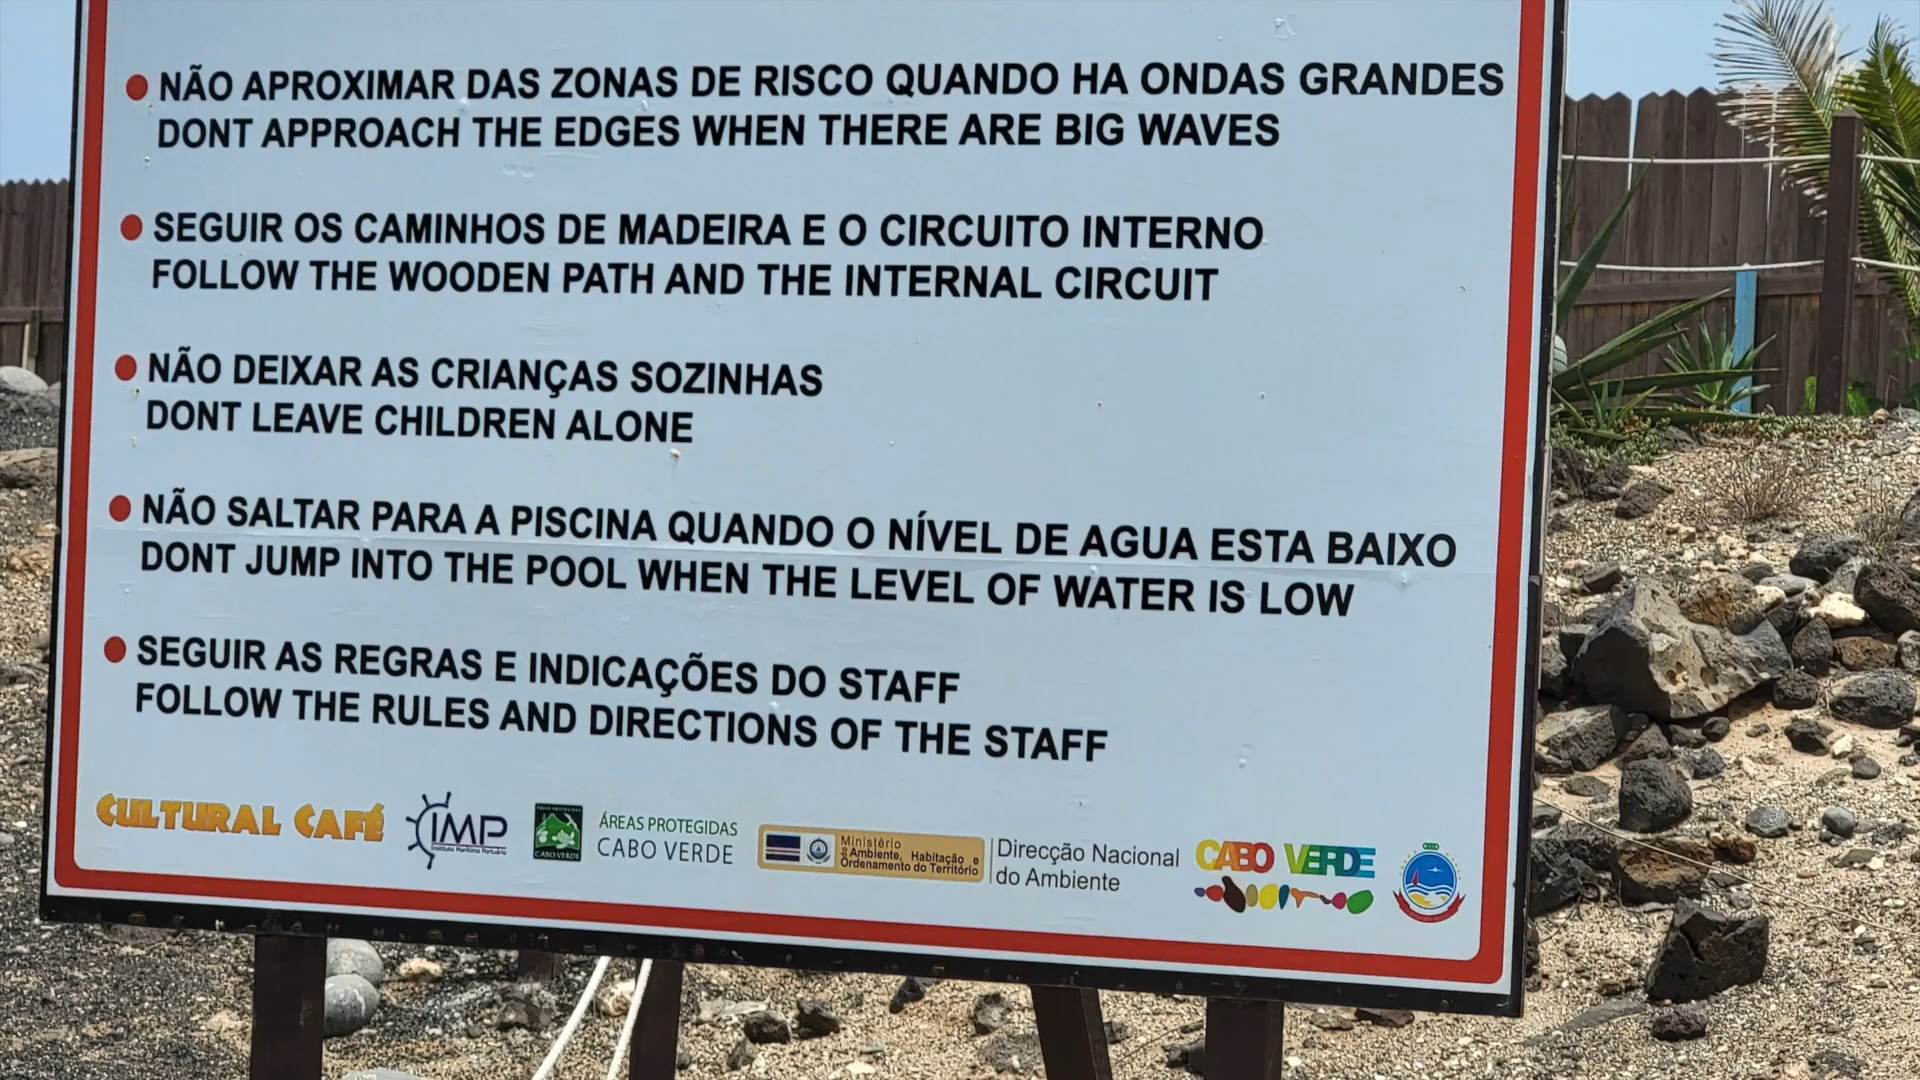 NÃO APROXIMAR DAS ZONAS DE RISCO QUANDO HA ONDAS GRANDES
DONT APPROACH THE EDGES WHEN THERE ARE BIG WAVES
SEGUIR OS CAMINHOS DE MADEIRA E O CIRCUITO INTERNO
FOLLOW THE WOODEN PATH AND THE INTERNAL CIRCUIT
NÃO DEIXAR AS CRIANÇAS SOZINHAS
DONT LEAVE CHILDREN ALONE
NÃO SALTAR PARA A PISCINA QUANDO O NÍVEL DE AGUA ESTA BAIXO
DONT JUMP INTO THE POOL WHEN THE LEVEL OF WATER IS LOW
SEGUIR AS REGRAS E INDICAÇÕES DO STAFF
FOLLOW THE RULES AND DIRECTIONS OF THE STAFF
CULTURAL CAFÉ
IMP
Instituto Marítimo Portuário
CABO VERDE
ÁREAS PROTEGIDAS
CABO VERDE
Ministério
do Ambiente, Habitação e
Ordenamento do Território
Direcção Nacional
do Ambiente
CABO VERDE